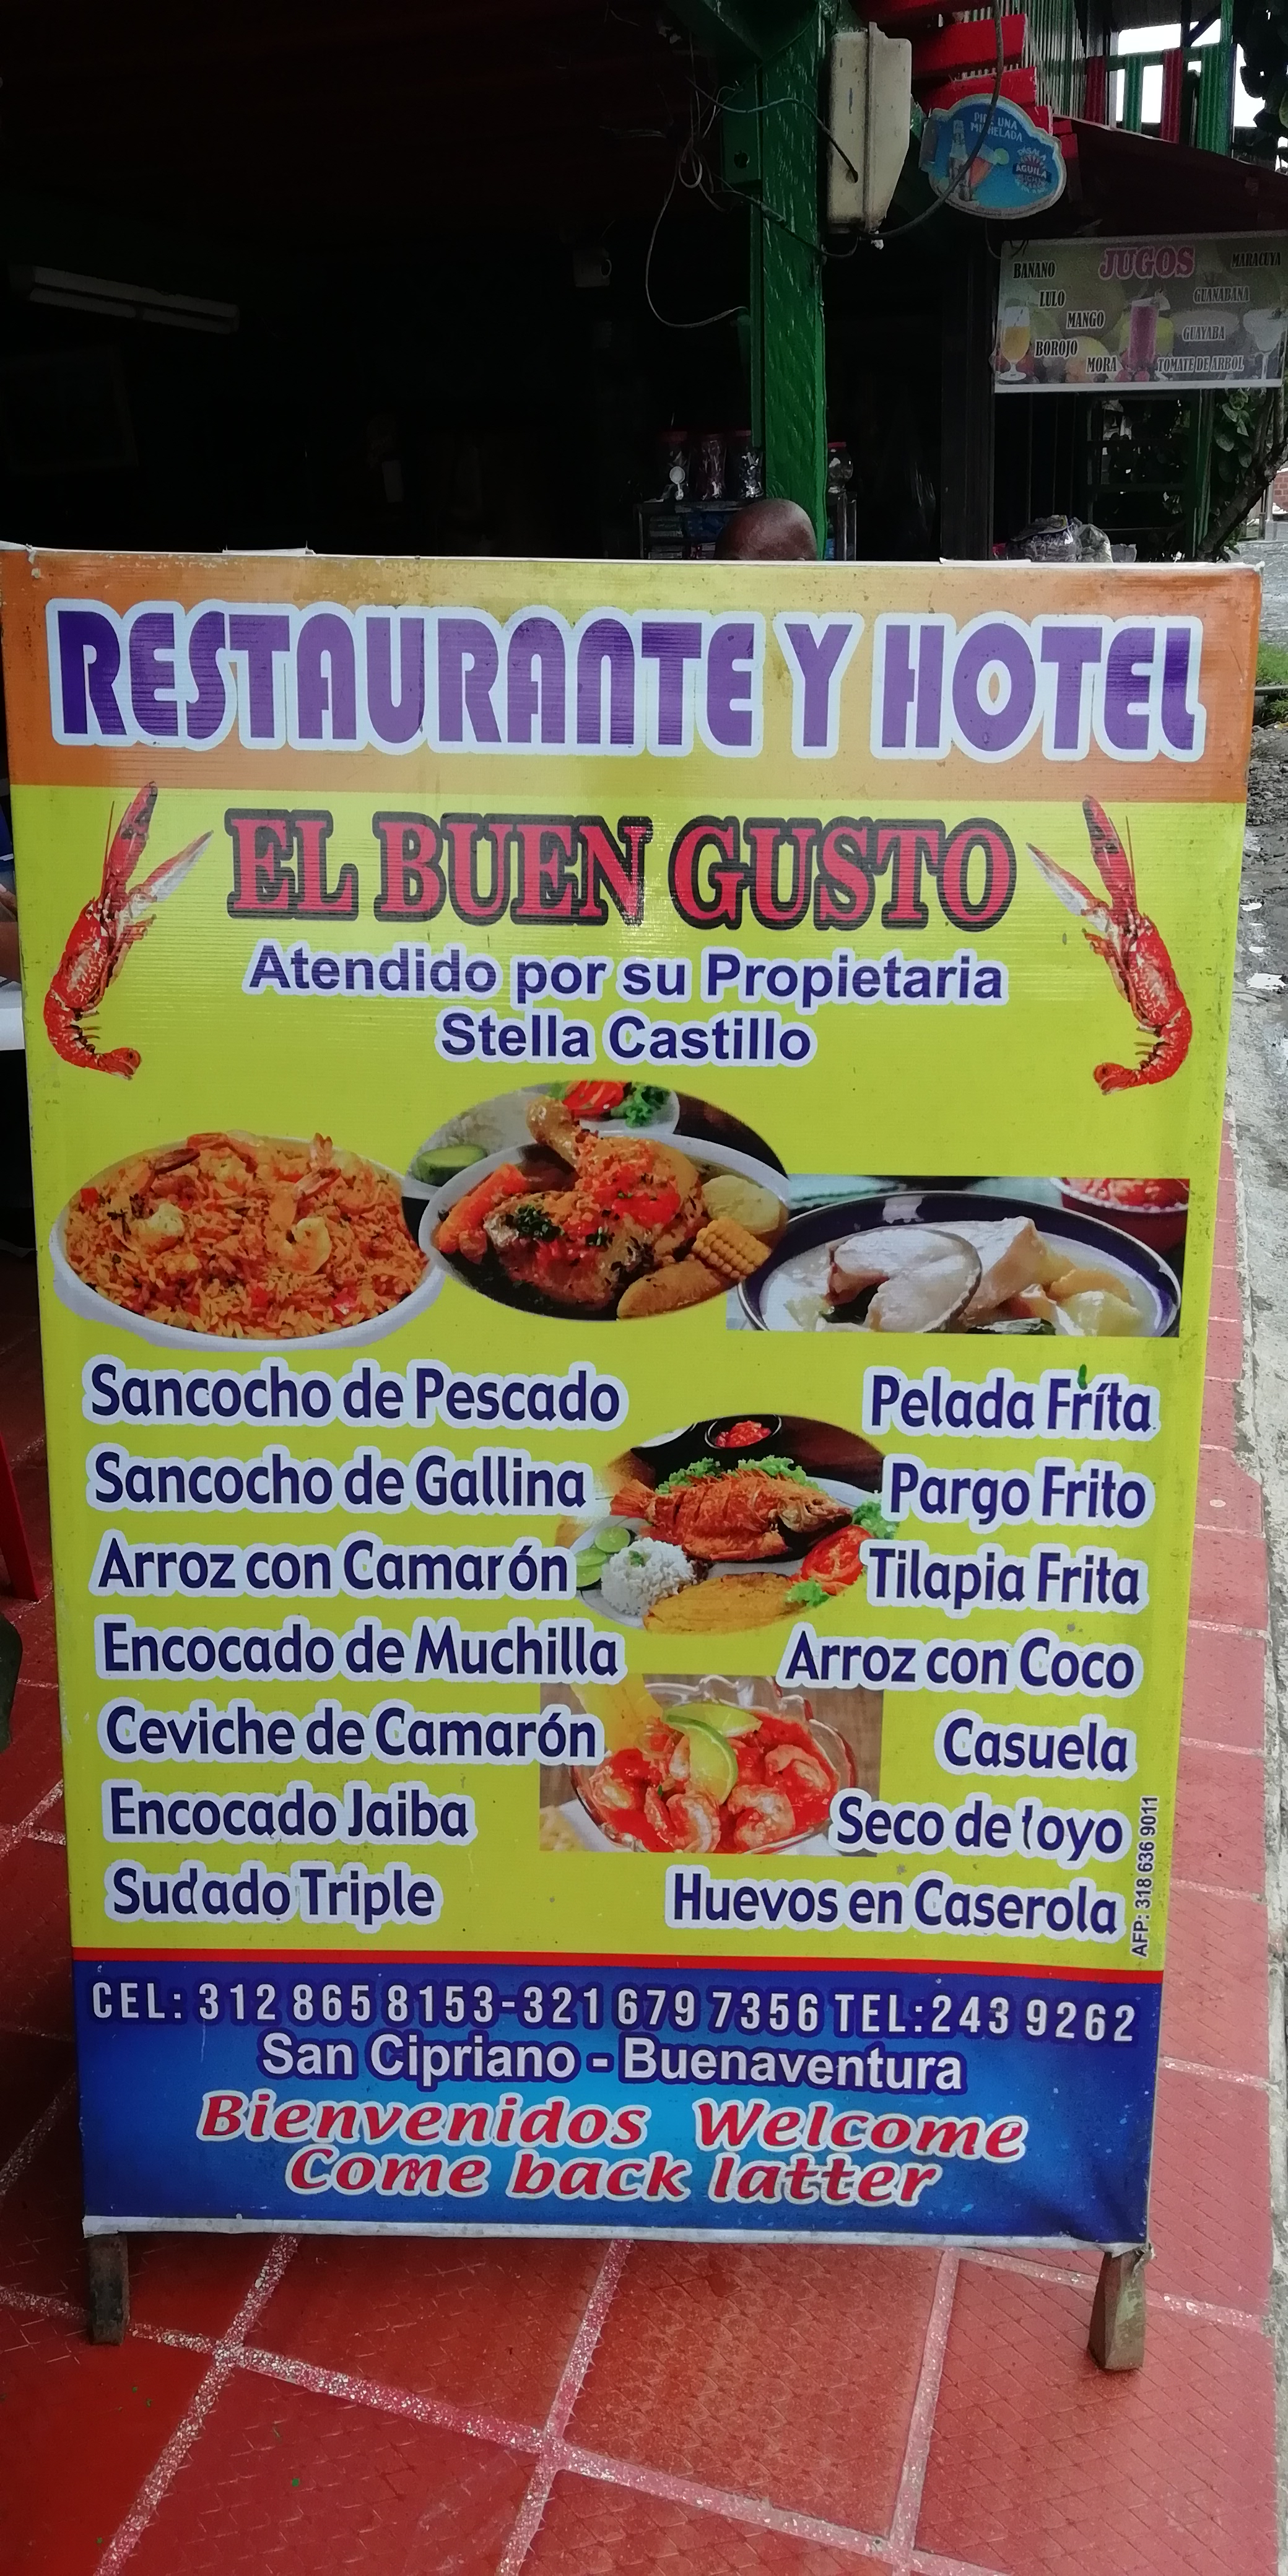 PIDE UNA
MICHELADA
AGUILA
JUGOS
BANANO
MARACUYA
LULO
GUANABANA
MANGO
GUAYABA
BOROJO
MORA
TOMATE DE ARBOL
RESTAURANTE Y HOTEL
EL BUEN GUSTO
Atendido por su Propietaria
Stella Castillo
Sancocho de Pescado
Sancocho de Gallina
Arroz con Camarón
Encocado de Muchilla
Ceviche de Camarón
Encocado Jaiba
Sudado Triple
Pelada Fríta
Pargo Frito
Tilapia Frita
Arroz con Coco
Casuela
Seco de toyo
Huevos en Caserola
AFP: 318 636 9011
CEL: 312 865 8153-321 679 7356 TEL:243 9262
San Cipriano - Buenaventura
Bienvenidos Welcome
Come back latter